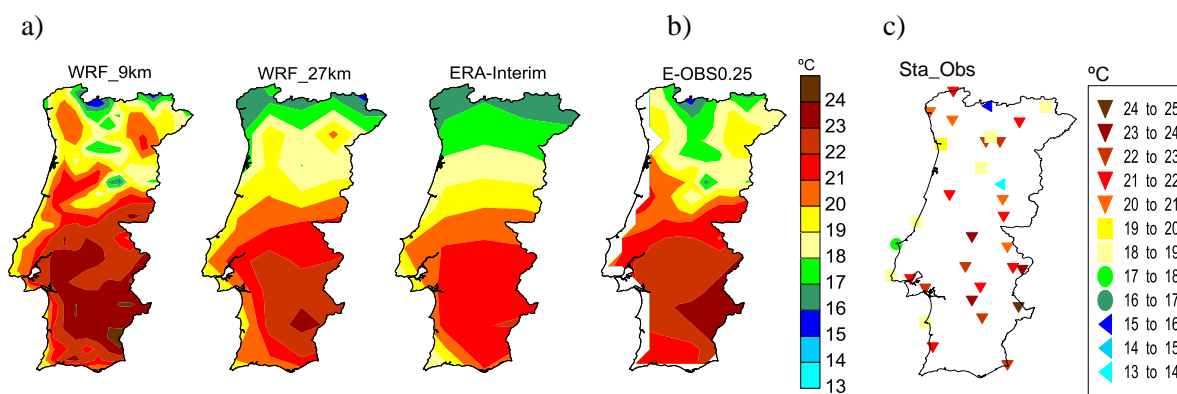 a) b) c)
WRF_9km WRF_27km ERA-Interim ºC E-OBS0.25 Sta_Obs ºC
24
23
22
21
20
19
18
17
16
15
14
13
24 to 25
23 to 24
22 to 23
21 to 22
20 to 21
19 to 20
18 to 19
17 to 18
16 to 17
15 to 16
14 to 15
13 to 14